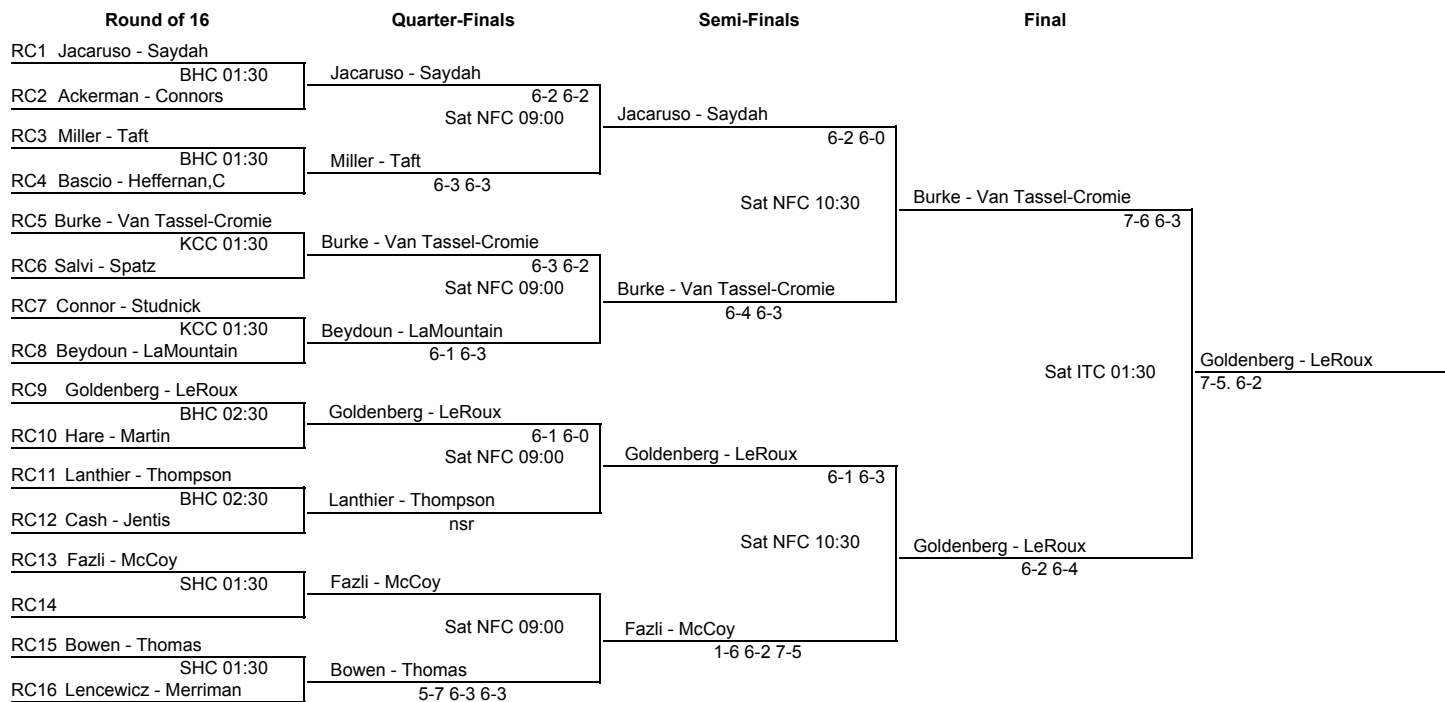 Round of 16 Quarter-Finals Semi-Finals Final
RC1 Jacaruso - Saydah
BHC 01:30
RC2 Ackerman - Connors
RC3 Miller - Taft
BHC 01:30
RC4 Bascio - Heffernan,C
RC5 Burke - Van Tassel-Cromie
KCC 01:30
RC6 Salvi - Spatz
RC7 Connor - Studnick
KCC 01:30
RC8 Beydoun - LaMountain
RC9 Goldenberg - LeRoux
BHC 02:30
RC10 Hare - Martin
RC11 Lanthier - Thompson
BHC 02:30
RC12 Cash - Jentis
RC13 Fazli - McCoy
SHC 01:30
RC14
RC15 Bowen - Thomas
SHC 01:30
RC16 Lencewicz - Merriman
Jacaruso - Saydah
6-2 6-2
Sat NFC 09:00
Miller - Taft
6-3 6-3
Burke - Van Tassel-Cromie
6-3 6-2
Sat NFC 09:00
Beydoun - LaMountain
6-1 6-3
Goldenberg - LeRoux
6-1 6-0
Sat NFC 09:00
Lanthier - Thompson
nsr
Fazli - McCoy
Sat NFC 09:00
Bowen - Thomas
5-7 6-3 6-3
Jacaruso - Saydah
6-2 6-0
Sat NFC 10:30
Burke - Van Tassel-Cromie
6-4 6-3
Goldenberg - LeRoux
6-1 6-3
Sat NFC 10:30
Fazli - McCoy
1-6 6-2 7-5
Burke - Van Tassel-Cromie
7-6 6-3
Sat ITC 01:30
Goldenberg - LeRoux
6-2 6-4
Goldenberg - LeRoux
7-5. 6-2